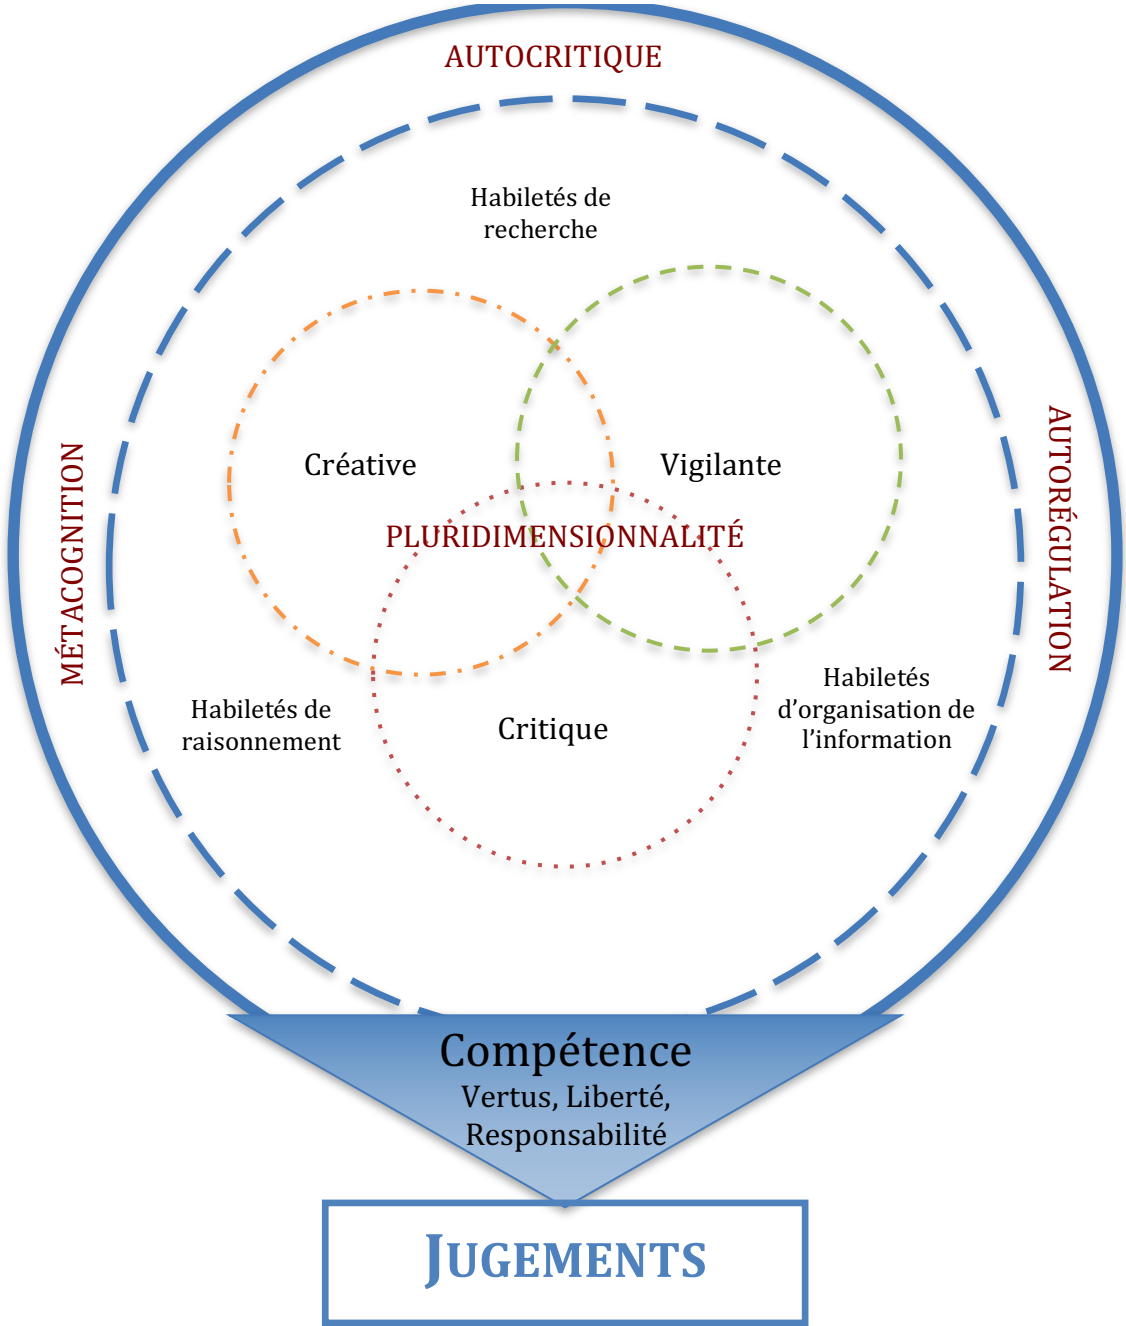 AUTOCRITIQUE
Habiletés de
recherche
Créative
Vigilante
PLURIDIMENSIONNALITÉ
MÉTACOGNITION
AUTORÉGULATION
Habiletés de
raisonnement
Critique
Habiletés
d'organisation de
l'information
Compétence
Vertus, Liberté,
Responsabilité
JUGEMENTS